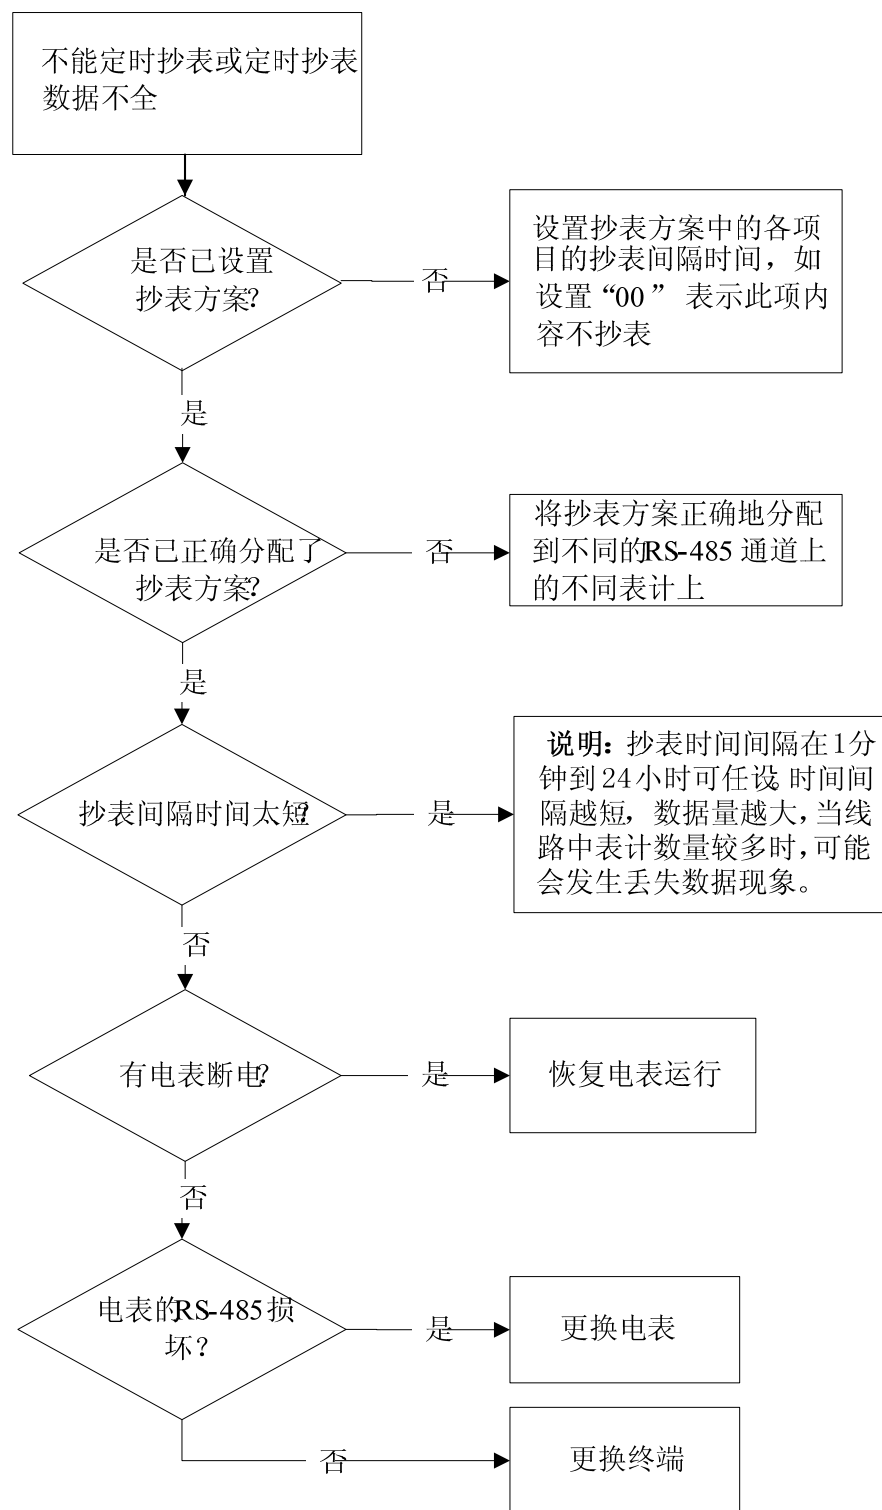 不能定时抄表或定时抄表
数据不全
是否已设置
抄表方案?
否
设置抄表方案中的各项
目的抄表间隔时间，如
设置“00” 表示此项内
容不抄表
是
是否已正确分配了
抄表方案?
否
将抄表方案正确地分配
到不同的RS-485 通道上
的不同表计上
是
抄表间隔时间太短?
是
说明: 抄表时间间隔在1分
钟到24小时可任设。时间间
隔越短，数据量越大，当线
路中表计数量较多时，可能
会发生丢失数据现象。
否
有电表断电?
是
恢复电表运行
否
电表的RS-485损
坏?
是
更换电表
否
更换终端